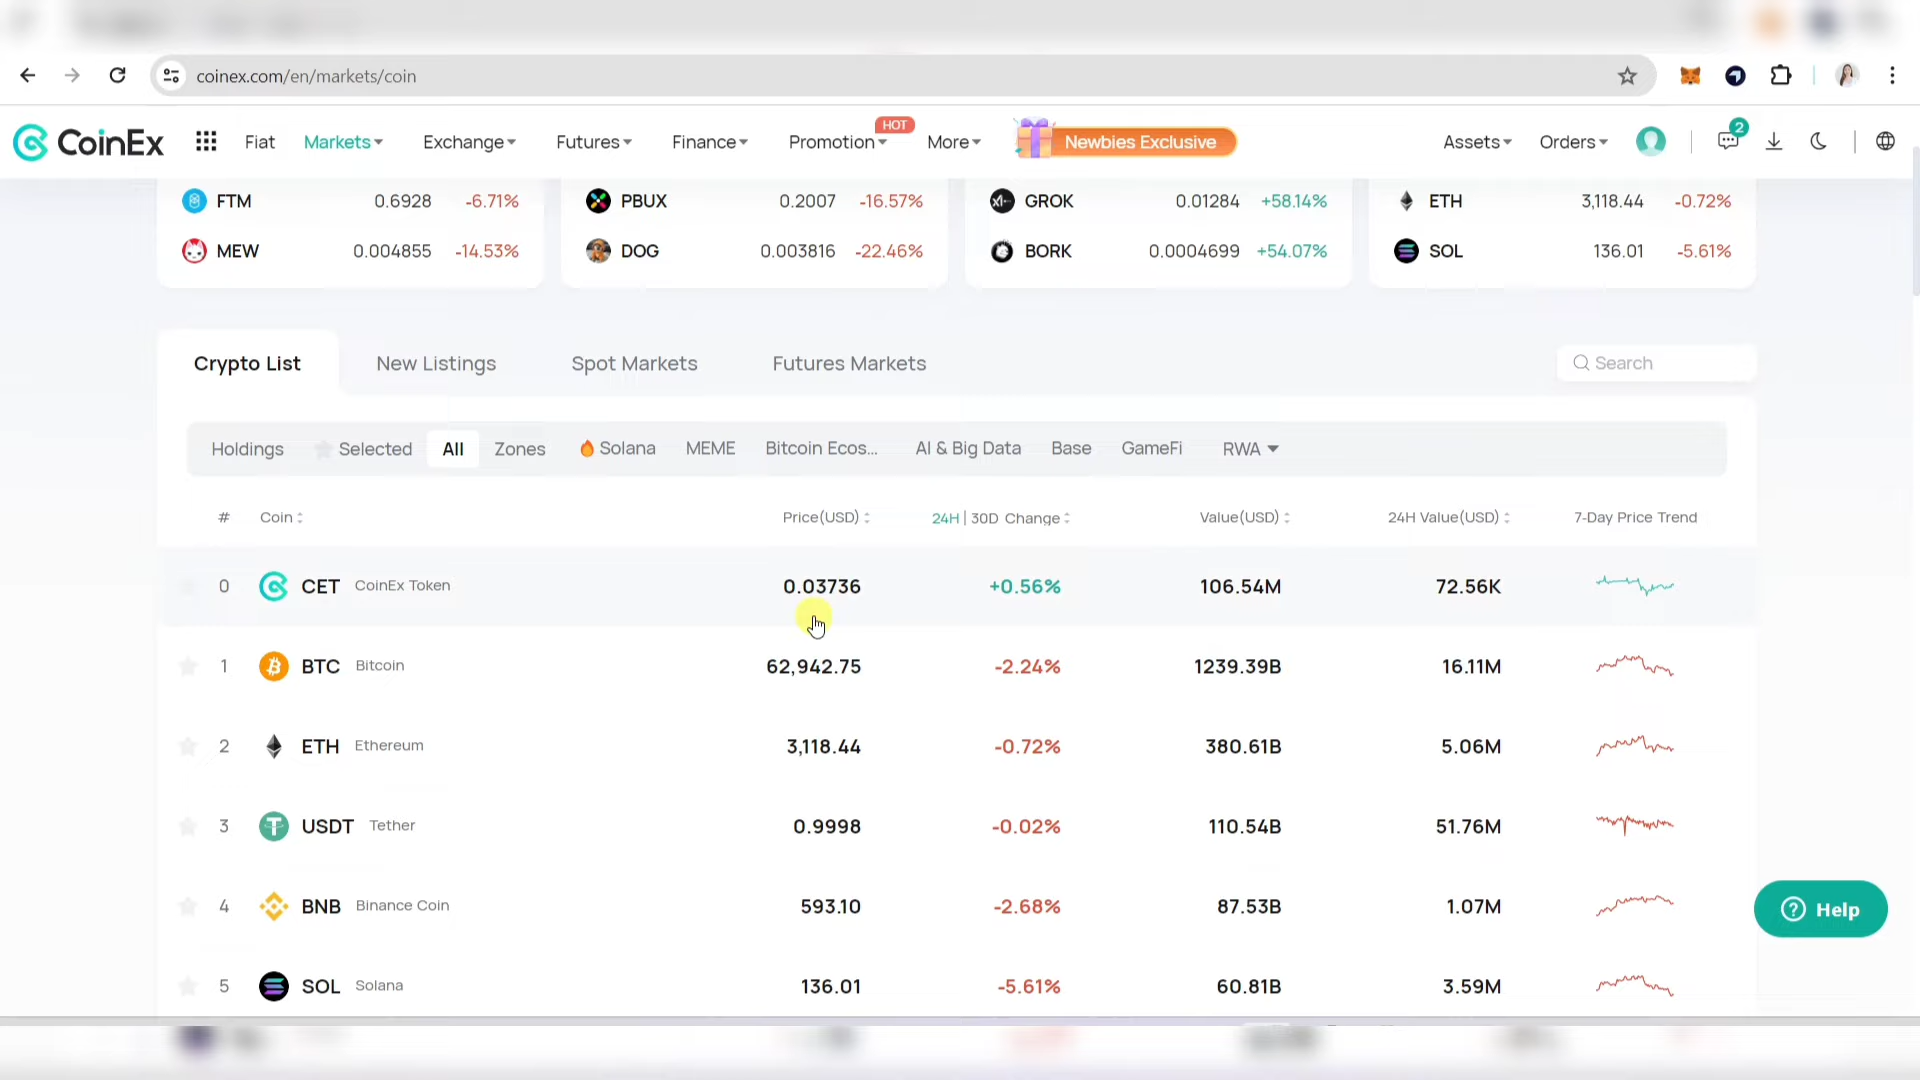 coinex.com/en/markets/coin
CoinEx Fiat Markets Exchange Futures Finance Promotion HOT More Newbies Exclusive Assets Orders 2
FTM 0.6928 -6.71% PBUX 0.2007 -16.57% GROK 0.01284 +58.14% ETH 3,118.44 -0.72%
MEW 0.004855 -14.53% DOG 0.003816 -22.46% BORK 0.0004699 +54.07% SOL 136.01 -5.61%
Crypto List New Listings Spot Markets Futures Markets Search
Holdings Selected All Zones Solana MEME Bitcoin Ecos... AI & Big Data Base GameFi RWA
# Coin Price(USD) 24H | 30D Change Value(USD) 24H Value(USD) 7-Day Price Trend
0 CET CoinEx Token 0.03736 +0.56% 106.54M 72.56K
1 BTC Bitcoin 62,942.75 -2.24% 1239.39B 16.11M
2 ETH Ethereum 3,118.44 -0.72% 380.61B 5.06M
3 USDT Tether 0.9998 -0.02% 110.54B 51.76M
4 BNB Binance Coin 593.10 -2.68% 87.53B 1.07M
Help
5 SOL Solana 136.01 -5.61% 60.81B 3.59M